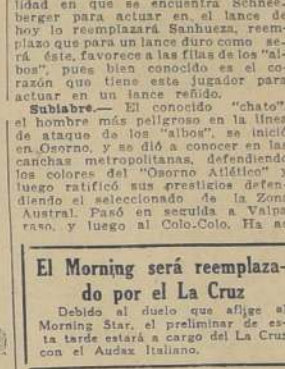 lidad en que se encuentra Schnee-
berger para actuar en el lance de
hoy lo reemplazará Sanhueza, reem-
plazo que para un lance duro como se-
rá éste, favorece a las filas de los "al-
bos", pues bien conocido es el co-
razón que tiene este jugador para
actuar en un lance reñido.
Subiabre.— El conocido "chato"
el hombre más peligroso en la línea
de ataque de los "albos", se inició
en Osorno, y se dió a conocer en las
canchas metropolitanas, defendiendo
los colores del "Osorno Atlético" y
luego ratificó sus prestigios defen-
diendo el seleccionado de la Zona
Austral. Pasó en seguida a Valpa
raso, y luego al Colo-Colo. Ha ac
El Morning será reemplaza-
do por el La Cruz
Debido al duelo que aflige al
Morning Star, el preliminar de es-
ta tarde estará a cargo del La Cruz
con el Audax Italiano.